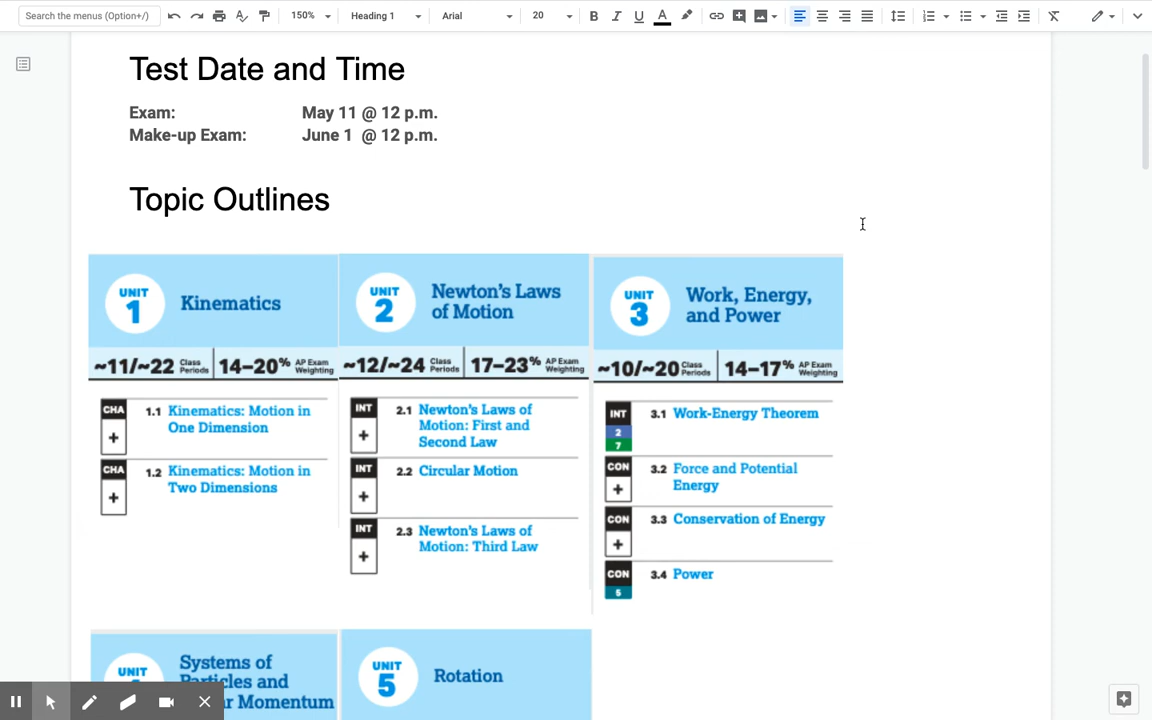 Search the menus (Option+/)
150%
Heading 1
Arial
20
B I U A
Test Date and Time
Exam: May 11 @ 12 p.m.
Make-up Exam: June 1 @ 12 p.m.
Topic Outlines
UNIT 1
Kinematics
~11/~22 Class Periods
14–20% AP Exam Weighting
CHA
+
1.1 Kinematics: Motion in
One Dimension
CHA
+
1.2 Kinematics: Motion in
Two Dimensions
UNIT 2
Newton's Laws
of Motion
~12/~24 Class Periods
17–23% AP Exam Weighting
INT
+
2.1 Newton's Laws of
Motion: First and
Second Law
INT
+
2.2 Circular Motion
INT
+
2.3 Newton's Laws of
Motion: Third Law
UNIT 3
Work, Energy,
and Power
~10/~20 Class Periods
14–17% AP Exam Weighting
INT
2
7
3.1 Work-Energy Theorem
CON
+
3.2 Force and Potential
Energy
CON
+
3.3 Conservation of Energy
CON
5
3.4 Power
UNIT
Systems of
Particles and
Momentum
UNIT 5
Rotation